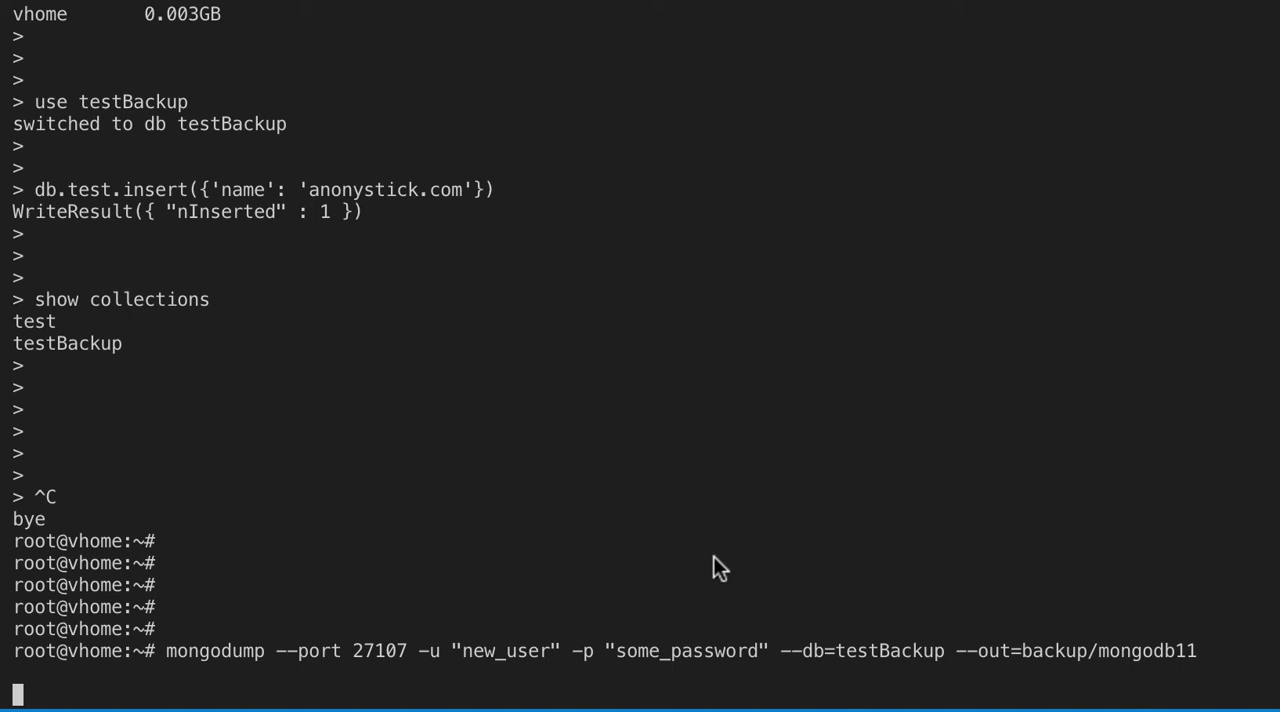 vhome       0.003GB
>
>
>
> use testBackup
switched to db testBackup
>
>
> db.test.insert({'name': 'anonystick.com'})
WriteResult({ "nInserted" : 1 })
>
>
>
> show collections
test
testBackup
>
>
>
>
>
>
> ^C
bye
root@vhome:~#
root@vhome:~#
root@vhome:~#
root@vhome:~#
root@vhome:~#
root@vhome:~# mongodump --port 27107 -u "new_user" -p "some_password" --db=testBackup --out=backup/mongodb11